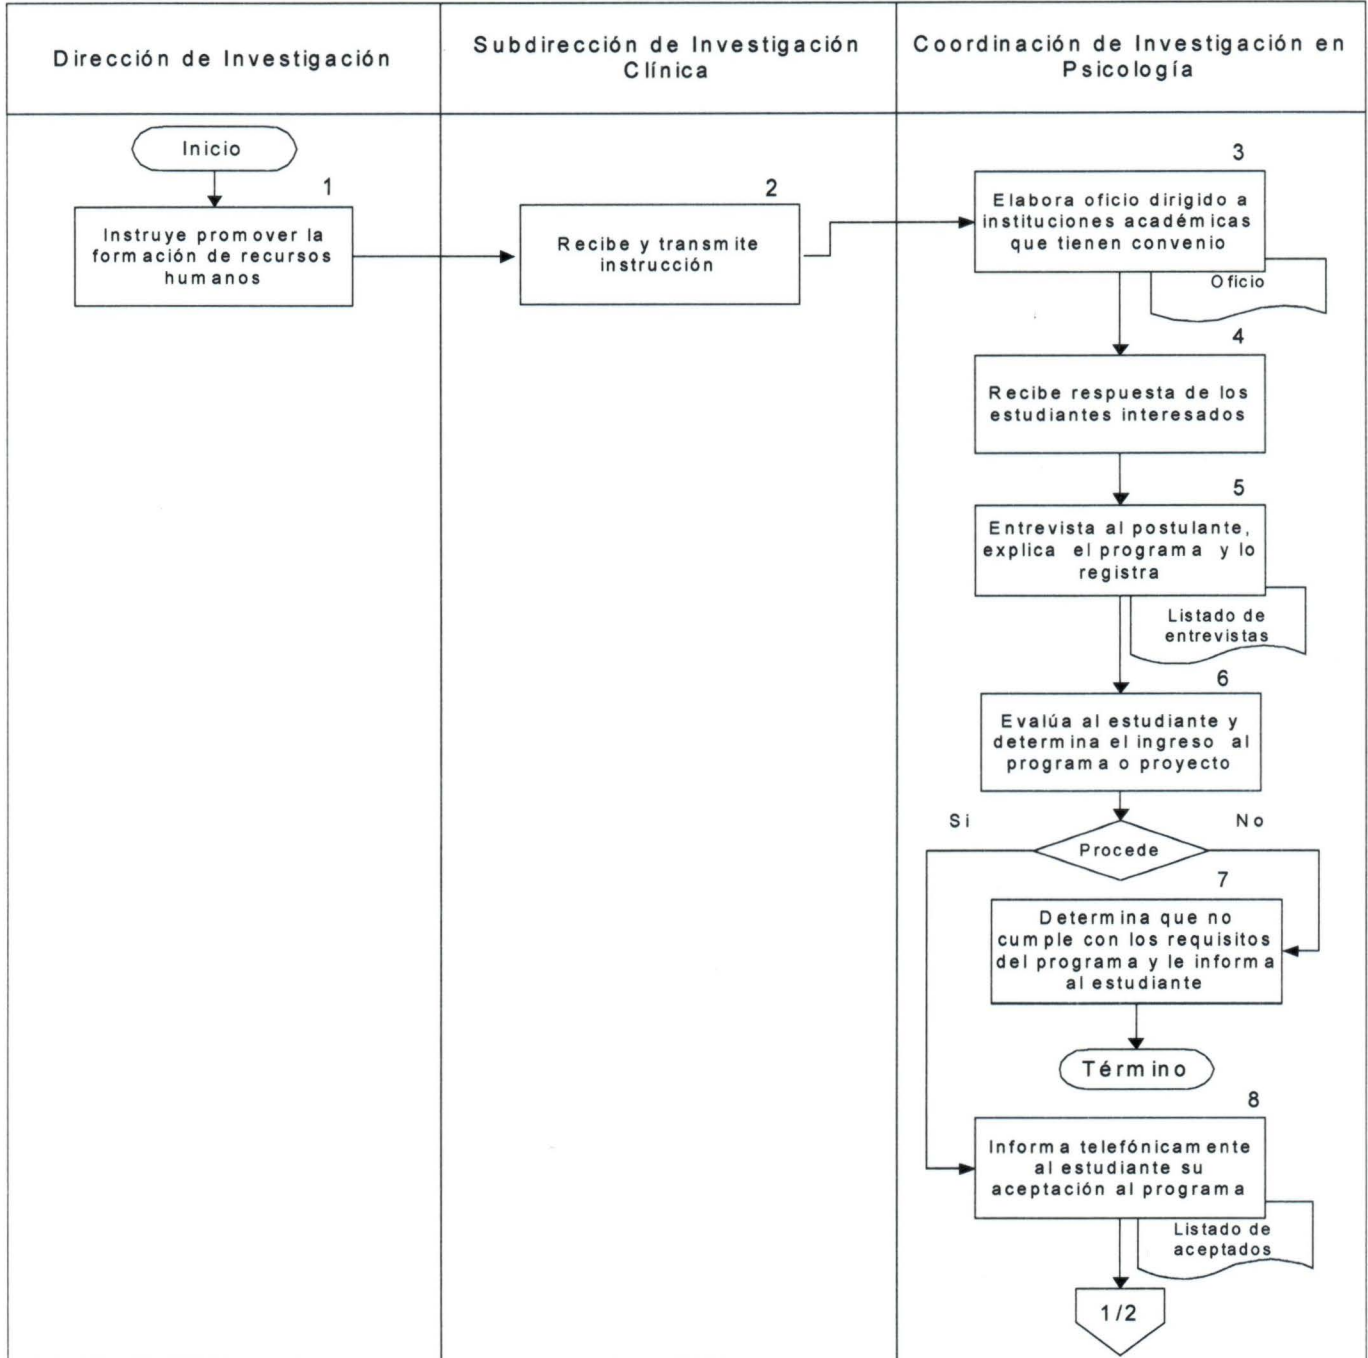 Dirección de Investigación
Subdirección de Investigación
Clínica
Coordinación de Investigación en
Psicología
Inicio
1
Instruye promover la
formación de recursos
humanos
2
Recibe y transmite
instrucción
3
Elabora oficio dirigido a
instituciones académicas
que tienen convenio
Oficio
4
Recibe respuesta de los
estudiantes interesados
5
Entrevista al postulante,
explica el programa y lo
registra
Listado de
entrevistas
6
Evalúa al estudiante y
determina el ingreso al
programa o proyecto
Si
No
Procede
7
Determina que no
cumple con los requisitos
del programa y le informa
al estudiante
Término
8
Informa telefónicamente
al estudiante su
aceptación al programa
Listado de
aceptados
1/2